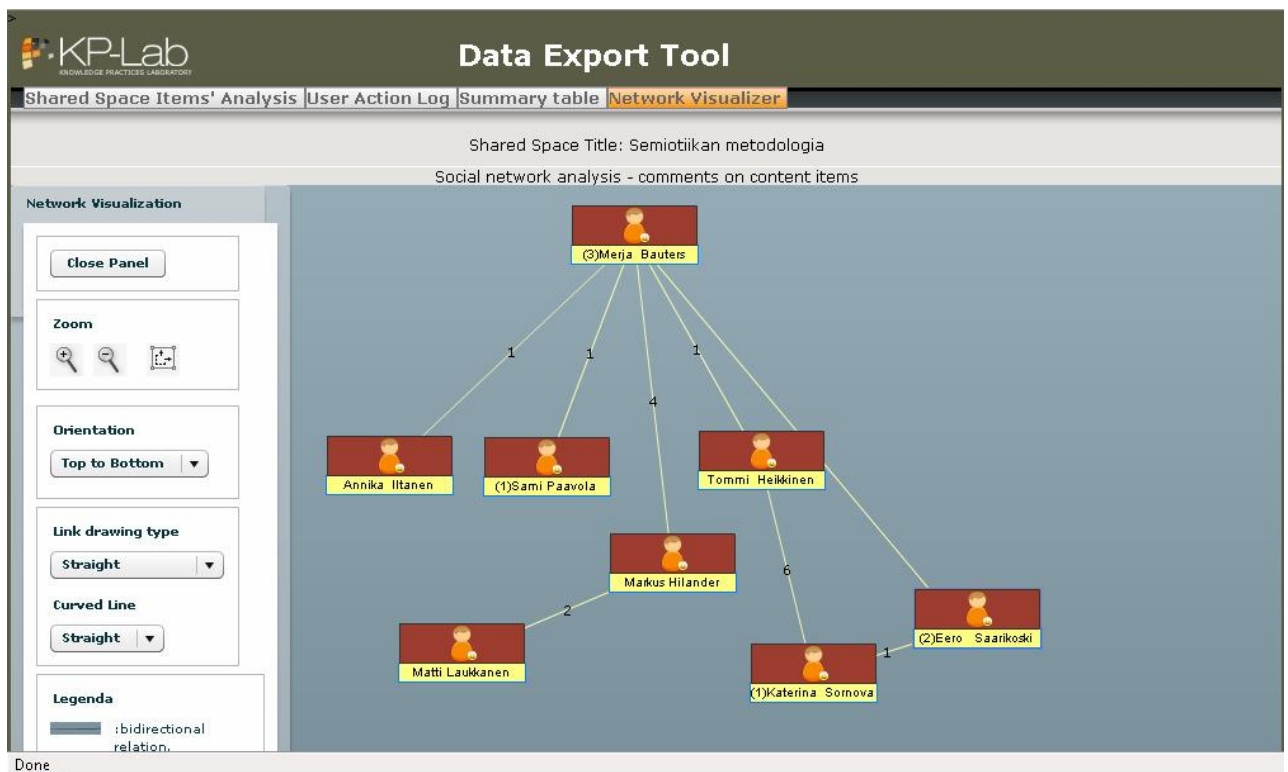 >
KP-Lab
KNOWLEDGE PRACTICES LABORATORY
Data Export Tool
Shared Space Items' Analysis User Action Log Summary table Network Visualizer
Shared Space Title: Semiotiikan metodologia
Social network analysis - comments on content items
Network Visualization
Close Panel
Zoom
Orientation
Top to Bottom
Link drawing type
Straight
Curved Line
Straight
Legenda
:bidirectional
relation.
(3)Merja Bauters
1
1
1
4
Annika Iltanen
(1)Sami Paavola
Tommi Heikkinen
Markus Hilander
6
2
Matti Laukkanen
(2)Eero Saarikoski
1
(1)Katerina Sornova
Done